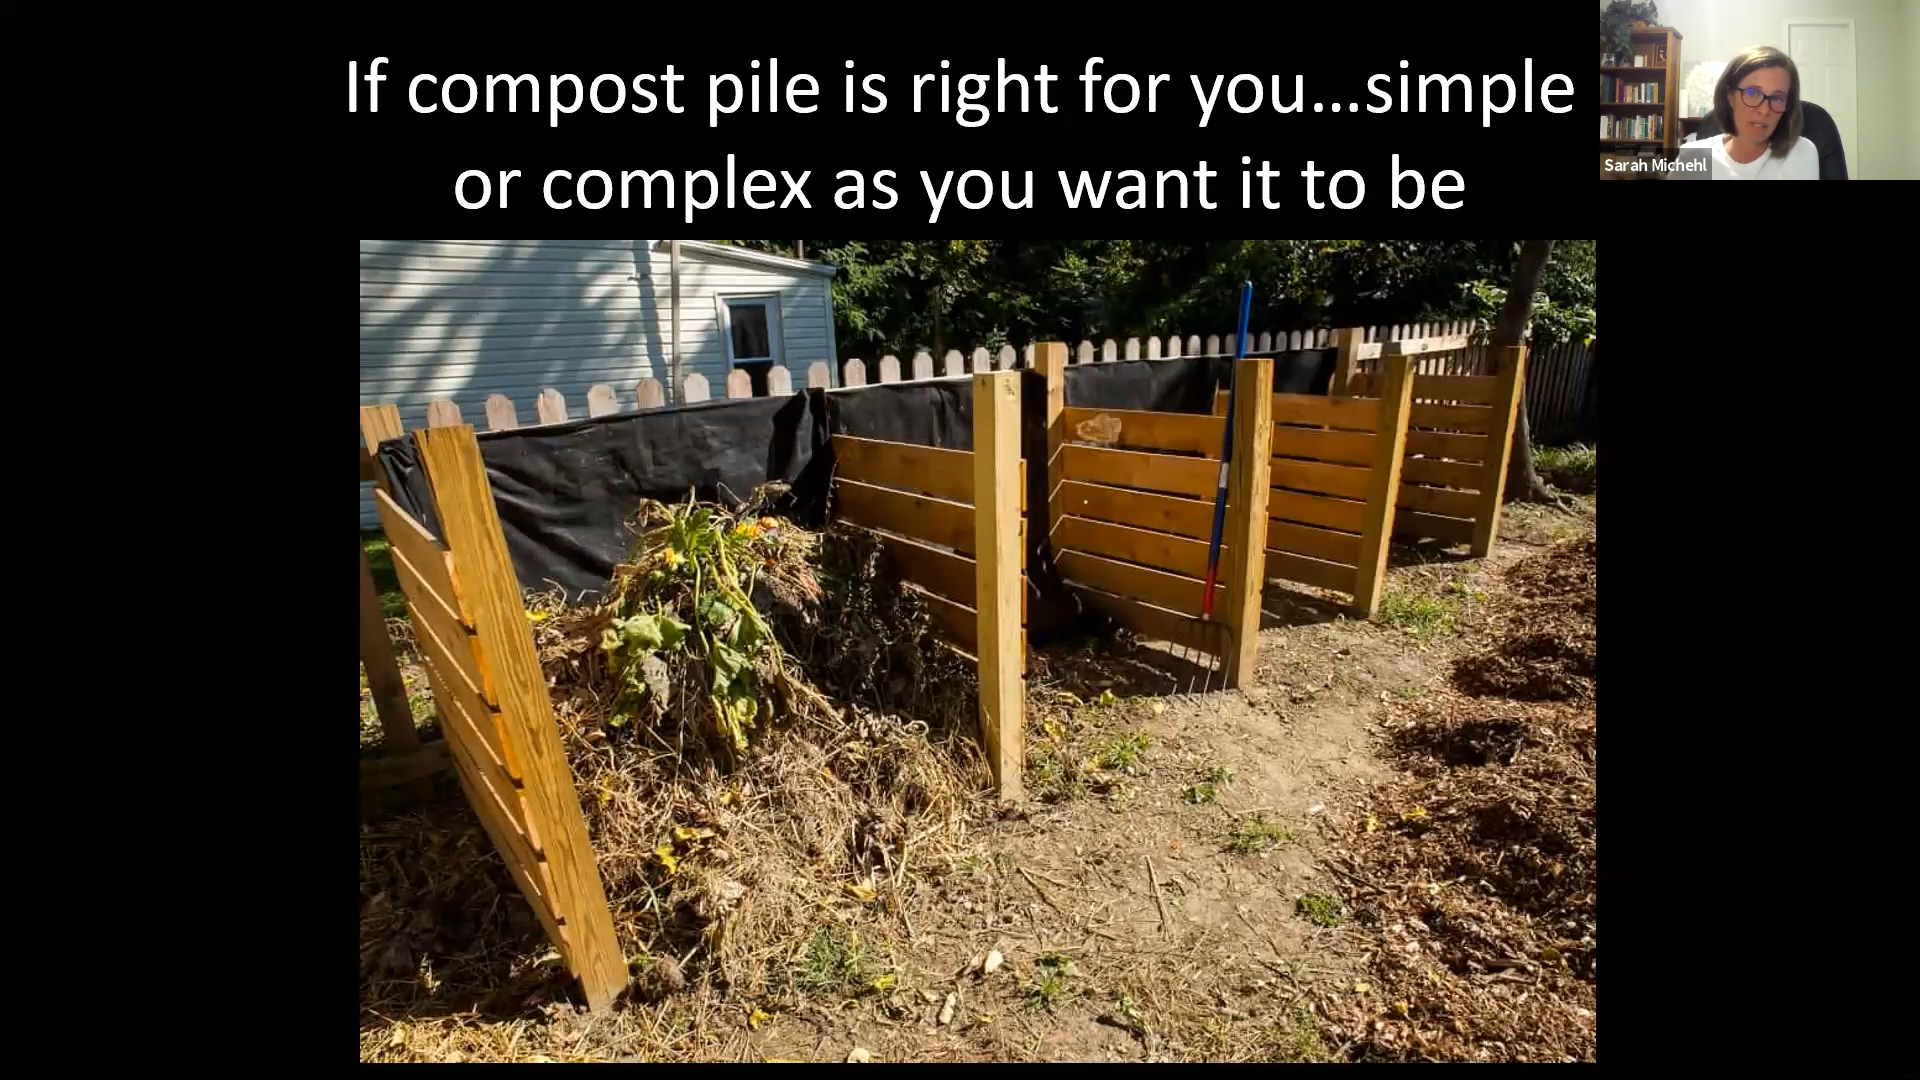 If compost pile is right for you...simple
or complex as you want it to be
Sarah Michehl